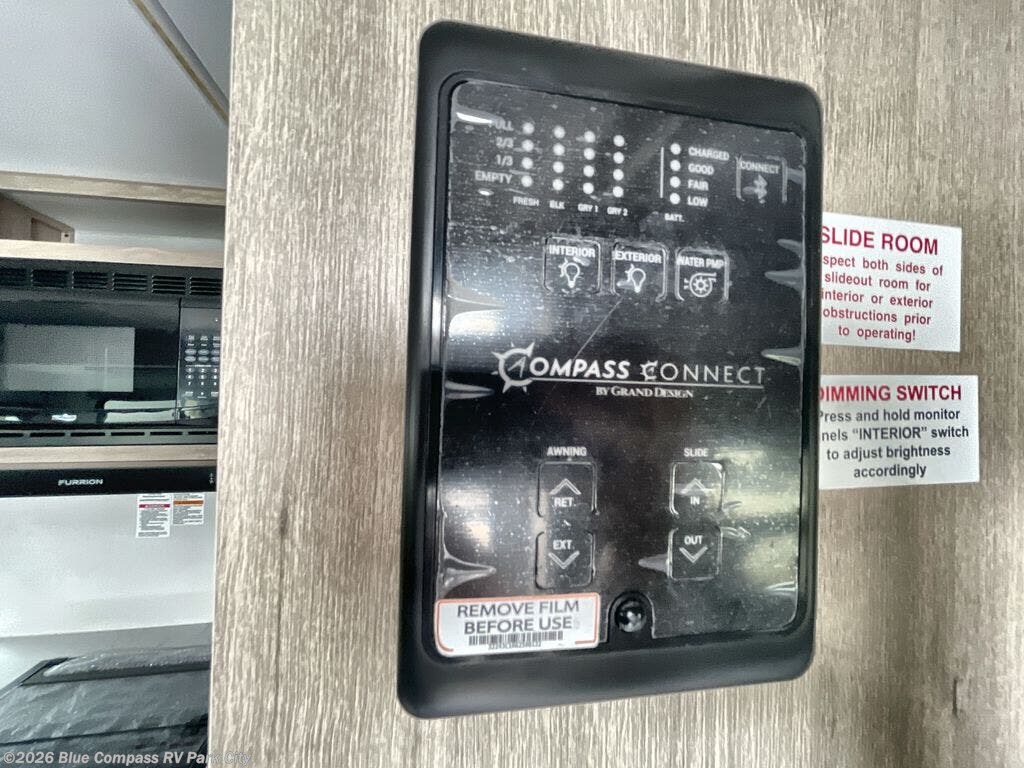 FULL
2/3
1/3
EMPTY
FRESH BLK GRY 1 GRY 2
CHARGED
GOOD
FAIR
LOW
BATT.
CONNECT
INTERIOR EXTERIOR WATER PMP
COMPASS CONNECT
BY GRAND DESIGN
AWNING SLIDE
RET. IN
EXT. OUT
REMOVE FILM
BEFORE USE
SLIDE ROOM
spect both sides of
slideout room for
interior or exterior
obstructions prior
to operating!
DIMMING SWITCH
Press and hold monitor
nels “INTERIOR” switch
to adjust brightness
accordingly
FURRION
©2026 Blue Compass RV Park City